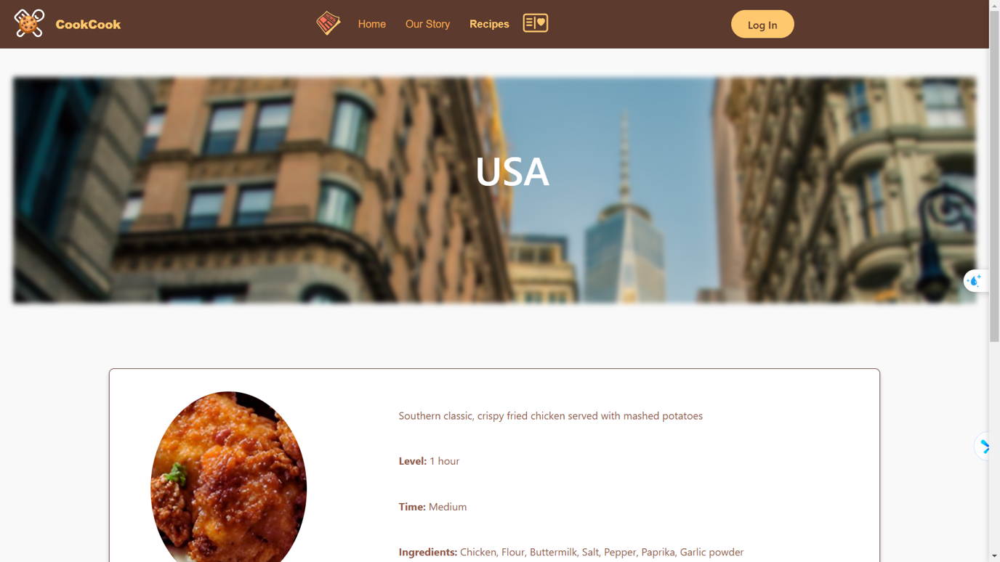 CookCook
Home
Our Story
Recipes
Log In
USA
Southern classic, crispy fried chicken served with mashed potatoes
Level: 1 hour
Time: Medium
Ingredients: Chicken, Flour, Buttermilk, Salt, Pepper, Paprika, Garlic powder